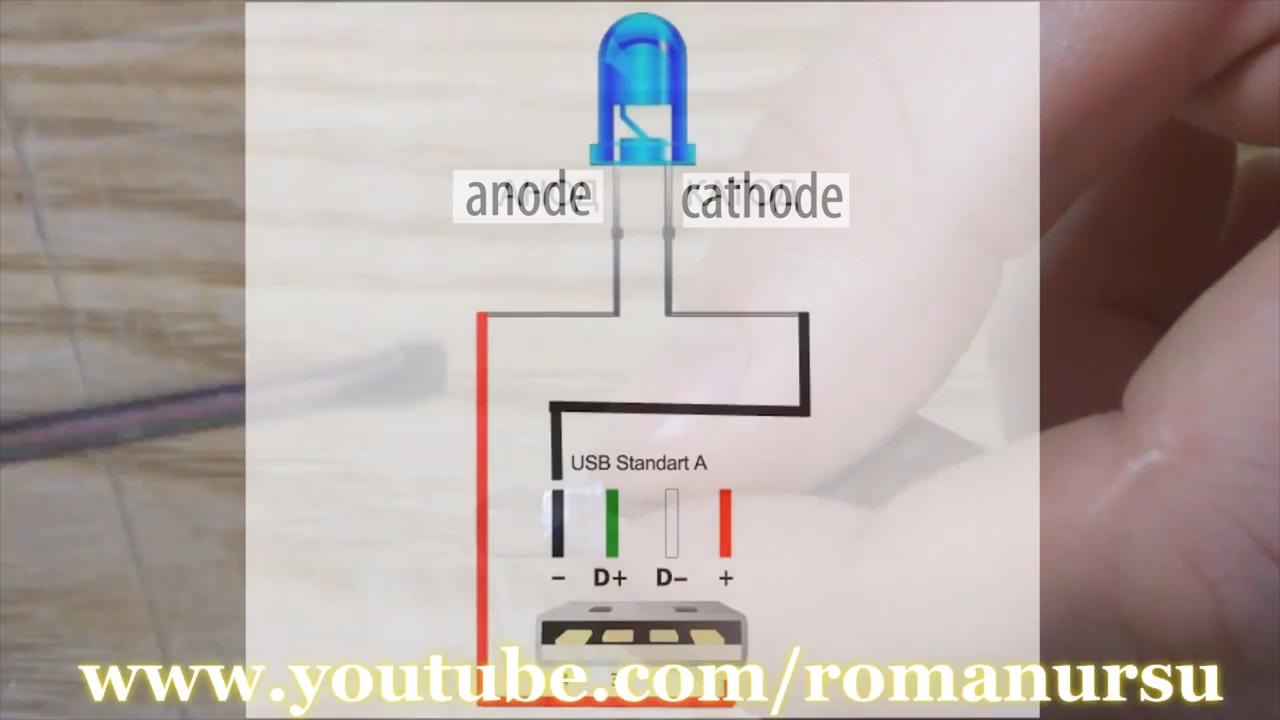 anode
cathode
USB Standart A
– D+ D– +
www.youtube.com/romanursu